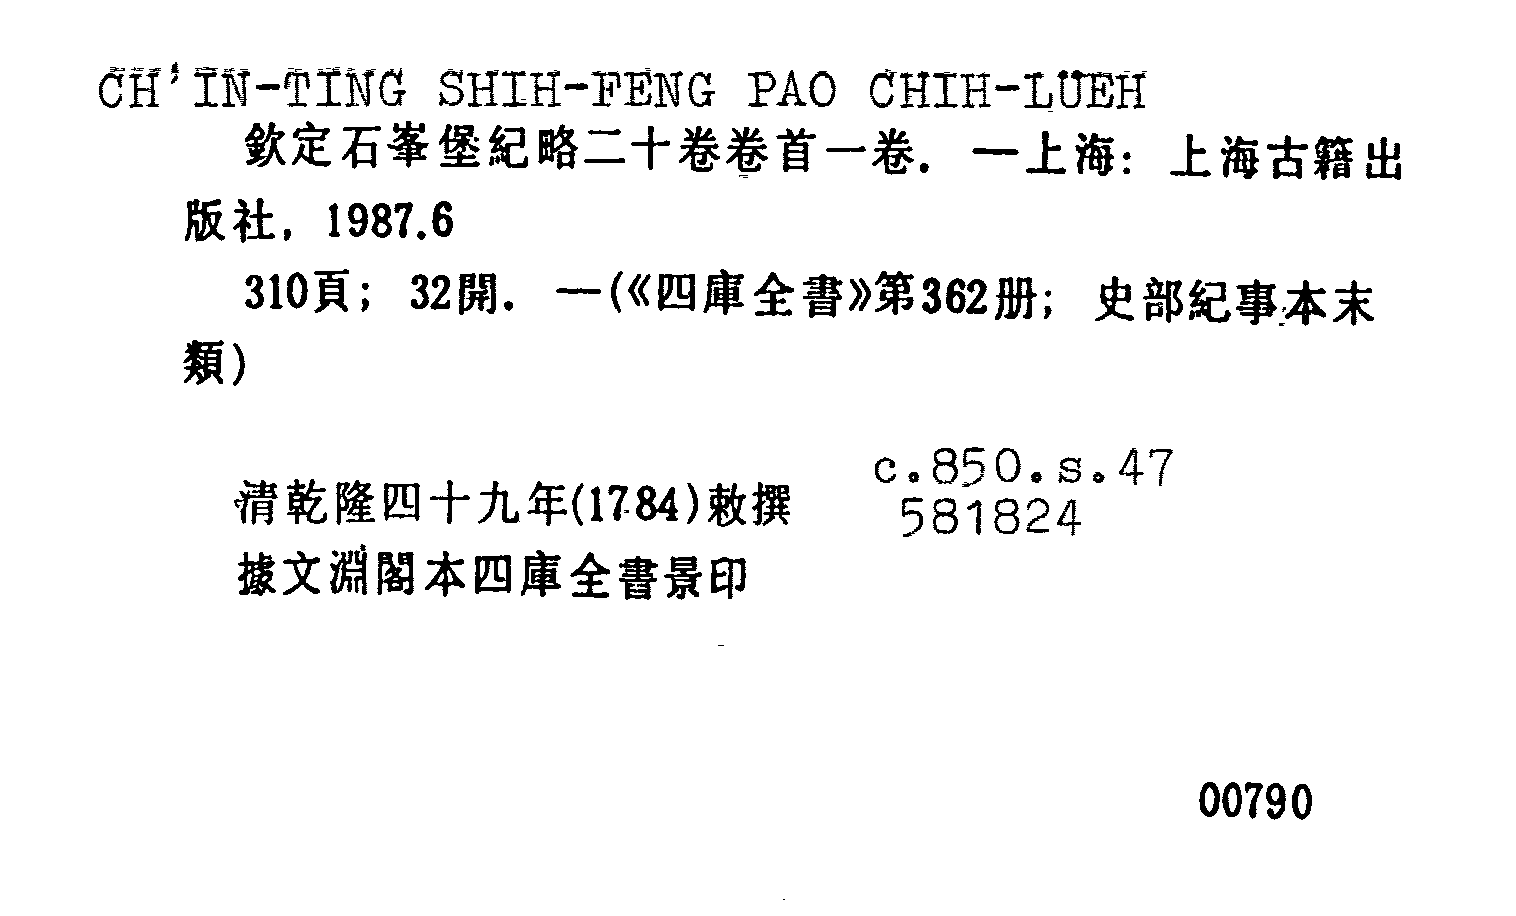 CH'IN-TING SHIH-FENG PAO CHIH-LÜEH
欽定石峯堡紀略二十卷卷首一卷. —上海: 上海古籍出
版社, 1987.6
310頁; 32開. —(《四庫全書》第362册; 史部紀事本末
類)
c.850.s.47
清乾隆四十九年(1784)敕撰
581824
據文淵閣本四庫全書景印
00790